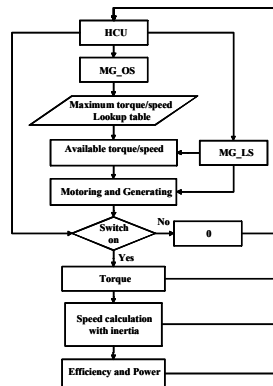 HCU
MG_OS
Maximum torque/speed
Lookup table
Available torque/speed
MG_LS
Motoring and Generating
Switch
on
No
0
Yes
Torque
Speed calculation
with inertia
Efficiency and Power